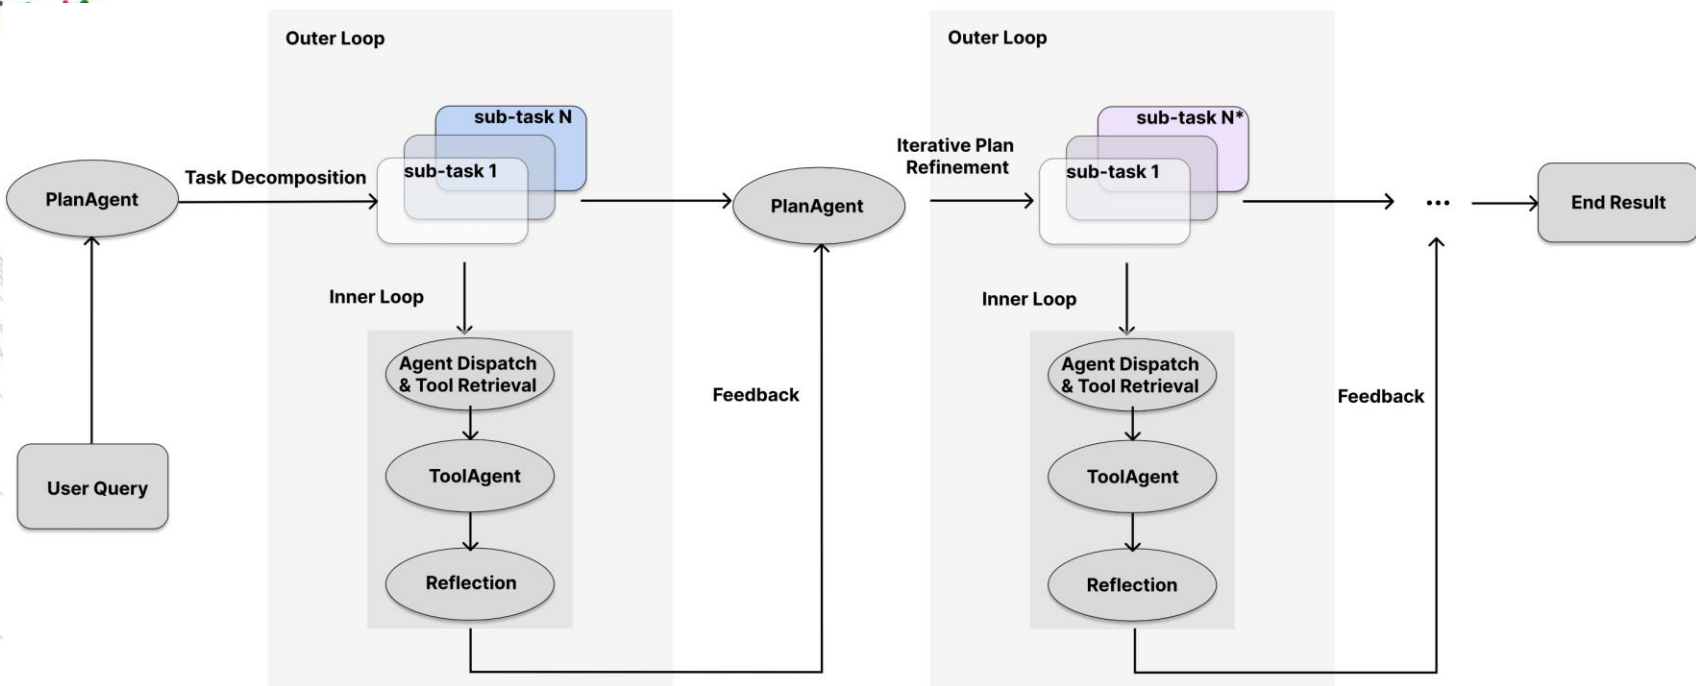 Outer Loop
sub-task N
sub-task 1
Task Decomposition
PlanAgent
User Query
Inner Loop
Agent Dispatch
& Tool Retrieval
ToolAgent
Reflection
Feedback
PlanAgent
Outer Loop
Iterative Plan
Refinement
sub-task N*
sub-task 1
Inner Loop
Agent Dispatch
& Tool Retrieval
ToolAgent
Reflection
Feedback
...
End Result